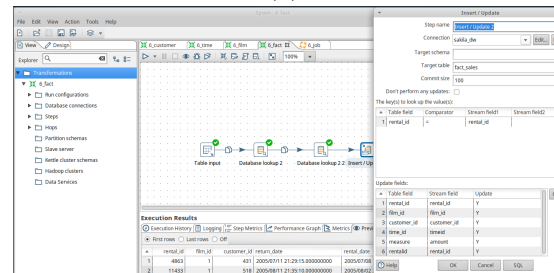 Insert / Update
File Edit View Action Tools Help
View Design
Explorer
Transformations
6_fact
Run configurations
Database connections
Steps
Hops
Partition schemas
Slave server
Kettle cluster schemas
Hadoop clusters
Data Services
6_customer 6_time 6_film 6_fact 6_job
100%
Table input Database lookup 2 Database lookup 2 2 Insert / Up
Execution Results
Execution History Logging Step Metrics Performance Graph Metrics Previ
First rows Last rows Off
rental_id film_id customer_id return_date rental_date
1 4863 1 431 2005/07/11 21:29:15.000000000 2005/07/08
2 11433 1 518 2005/08/11 21:35:10.000000000 2005/08/02
Step name Insert / Update 2
Connection sakila_dw Edit...
Target schema
Target table fact_sales
Commit size 100
Don't perform any updates:
The key(s) to look up the value(s):
Table field Comparator Stream field1 Stream field2
1 rental_id = rental_id
Update fields:
Table field Stream field Update
1 rental_id rental_id Y
2 film_id film_id Y
3 customer_id customer_id Y
4 time_id timeid Y
5 measure amount Y
6 rentalid rental_id Y
Help OK Cancel SQL